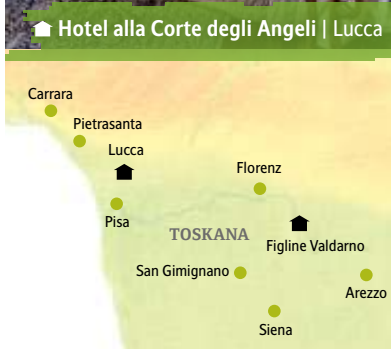 Hotel alla Corte degli Angeli | Lucca
Carrara
Pietrasanta
Lucca
Florenz
Pisa
TOSKANA
Figline Valdarno
San Gimignano
Arezzo
Siena